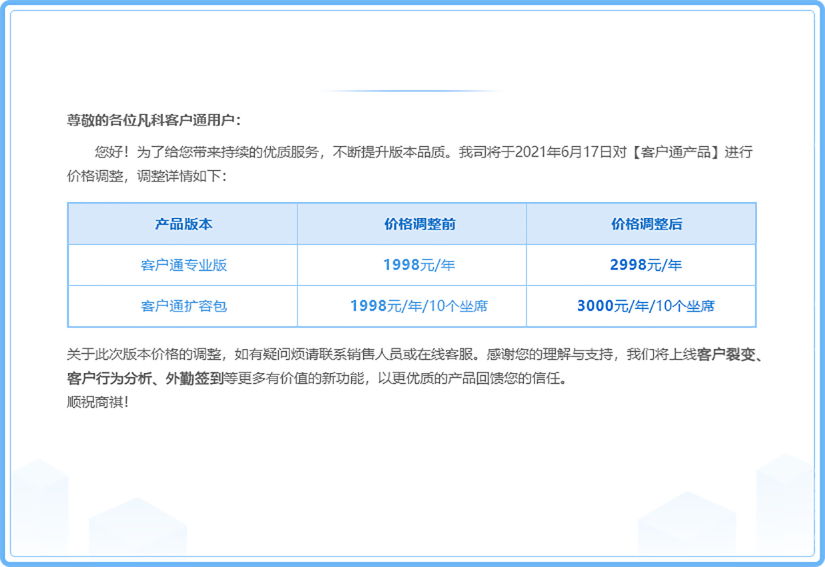 尊敬的各位凡科客户通用户：
您好！为了给您带来持续的优质服务，不断提升版本品质。我司将于2021年6月17日对【客户通产品】进行
价格调整，调整详情如下：
产品版本 价格调整前 价格调整后
客户通专业版 1998元/年 2998元/年
客户通扩容包 1998元/年/10个坐席 3000元/年/10个坐席
关于此次版本价格的调整，如有疑问烦请联系销售人员或在线客服。感谢您的理解与支持，我们将上线客户裂变、
客户行为分析、外勤签到等更多有价值的新功能，以更优质的产品回馈您的信任。
顺祝商祺！